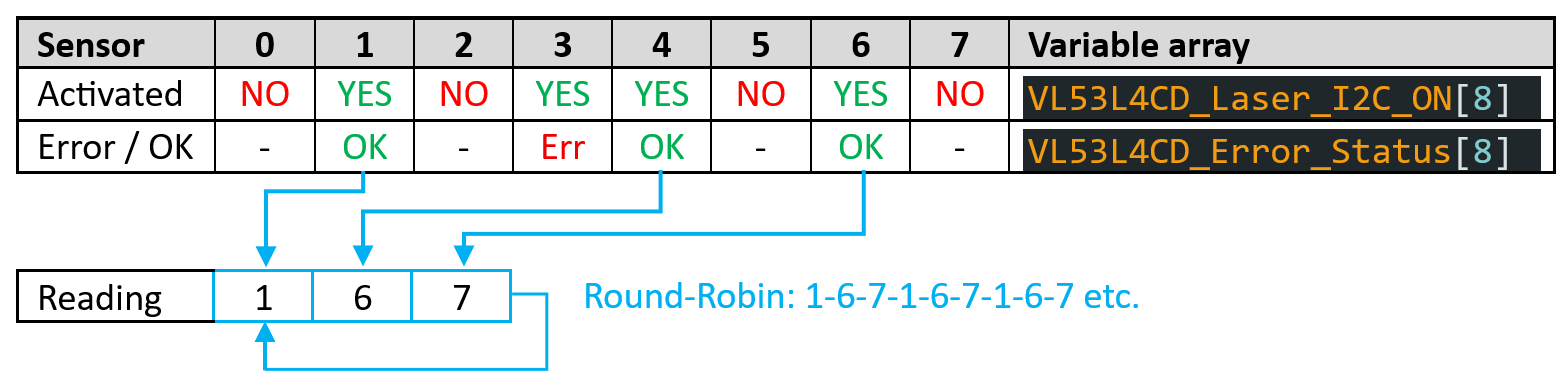 Sensor 0 1 2 3 4 5 6 7 Variable array
Activated NO YES NO YES YES NO YES NO VL53L4CD_Laser_I2C_ON[8]
Error / OK - OK - Err OK - OK - VL53L4CD_Error_Status[8]
Reading 1 6 7 Round-Robin: 1-6-7-1-6-7-1-6-7 etc.